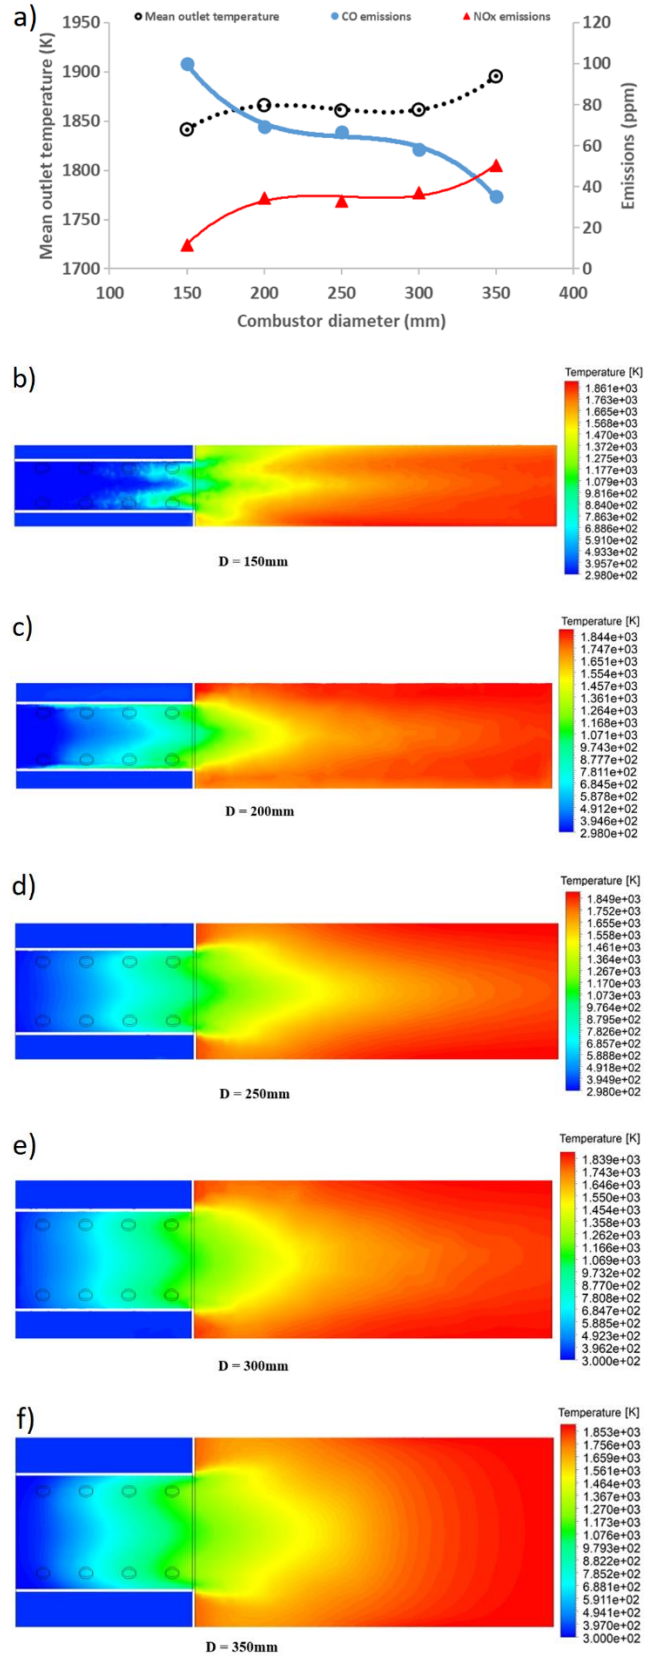 a)
Mean outlet temperature
CO emissions
NOx emissions
Mean outlet temperature (K)
1950
1900
1850
1800
1750
1700
120
100
80
60
40
20
0
Emissions (ppm)
100
150
200
250
300
350
400
Combustor diameter (mm)
b)
Temperature [K]
1.861e+03
1.763e+03
1.665e+03
1.568e+03
1.470e+03
1.372e+03
1.275e+03
1.177e+03
1.079e+03
9.816e+02
8.840e+02
7.863e+02
6.886e+02
5.910e+02
4.933e+02
3.957e+02
2.980e+02
D = 150mm
c)
Temperature [K]
1.844e+03
1.747e+03
1.651e+03
1.554e+03
1.457e+03
1.361e+03
1.264e+03
1.168e+03
1.071e+03
9.743e+02
8.777e+02
7.811e+02
6.845e+02
5.878e+02
4.912e+02
3.946e+02
2.980e+02
D = 200mm
d)
Temperature [K]
1.849e+03
1.752e+03
1.655e+03
1.558e+03
1.461e+03
1.364e+03
1.267e+03
1.170e+03
1.073e+03
9.764e+02
8.795e+02
7.826e+02
6.857e+02
5.888e+02
4.918e+02
3.949e+02
2.980e+02
D = 250mm
e)
Temperature [K]
1.839e+03
1.743e+03
1.646e+03
1.550e+03
1.454e+03
1.358e+03
1.262e+03
1.166e+03
1.069e+03
9.732e+02
8.770e+02
7.808e+02
6.847e+02
5.885e+02
4.923e+02
3.962e+02
3.000e+02
D = 300mm
f)
Temperature [K]
1.853e+03
1.756e+03
1.659e+03
1.561e+03
1.464e+03
1.367e+03
1.270e+03
1.173e+03
1.076e+03
9.793e+02
8.822e+02
7.852e+02
6.881e+02
5.911e+02
4.941e+02
3.970e+02
3.000e+02
D = 350mm